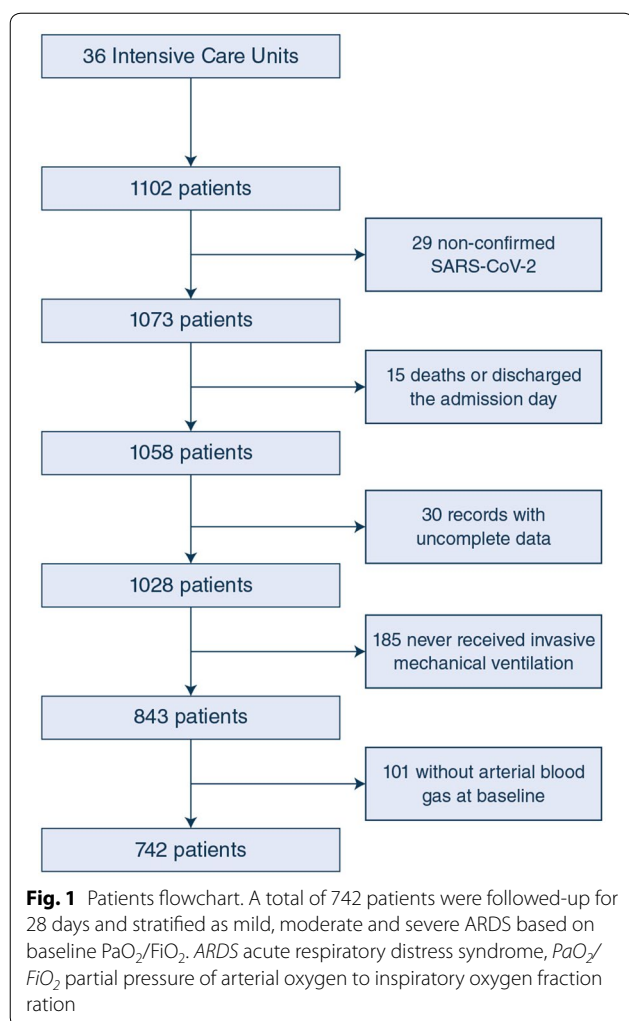 36 Intensive Care Units
1102 patients
29 non-confirmed
SARS-CoV-2
1073 patients
15 deaths or discharged
the admission day
1058 patients
30 records with
uncomplete data
1028 patients
185 never received invasive
mechanical ventilation
843 patients
101 without arterial blood
gas at baseline
742 patients
Fig. 1 Patients flowchart. A total of 742 patients were followed-up for
28 days and stratified as mild, moderate and severe ARDS based on
baseline PaO₂/FiO₂. ARDS acute respiratory distress syndrome, PaO₂/
FiO₂ partial pressure of arterial oxygen to inspiratory oxygen fraction
ration